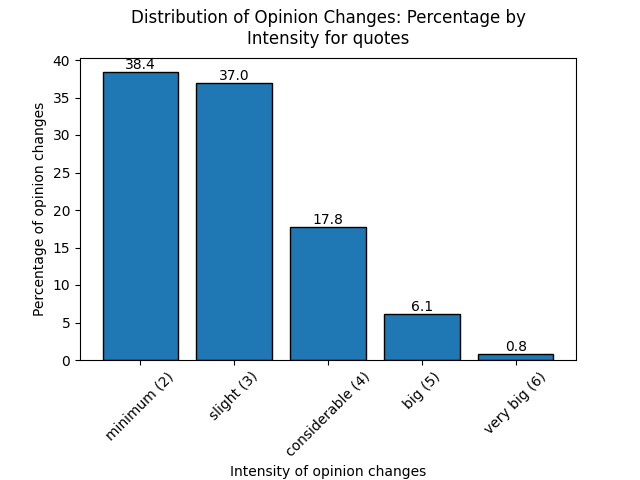 Distribution of Opinion Changes: Percentage by
Intensity for quotes
Percentage of opinion changes
40
35
30
25
20
15
10
5
0
38.4
37.0
17.8
6.1
0.8
minimum (2)
slight (3)
considerable (4)
big (5)
very big (6)
Intensity of opinion changes